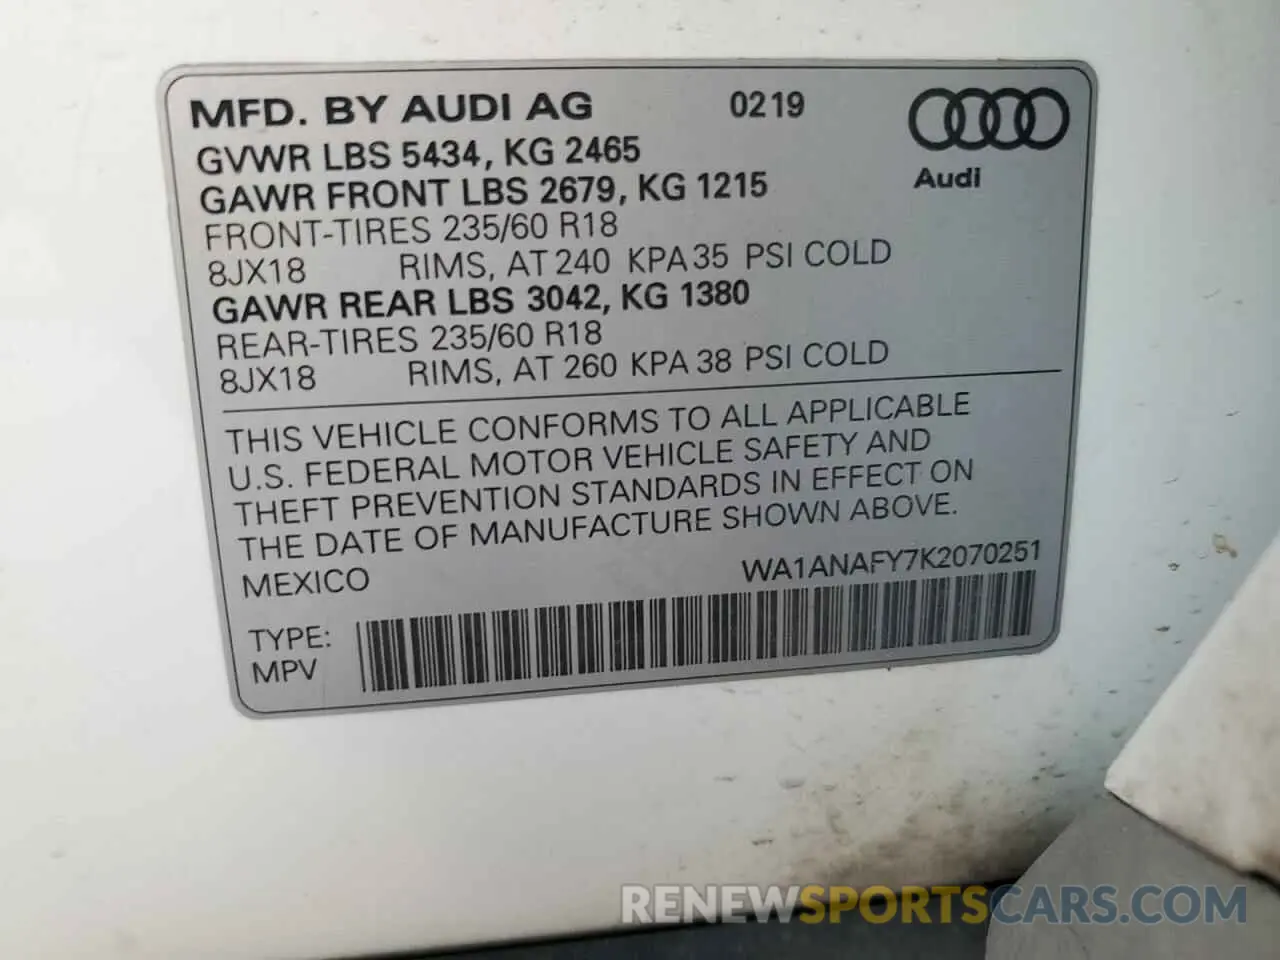 MFD. BY AUDI AG 0219
GVWR LBS 5434, KG 2465
GAWR FRONT LBS 2679, KG 1215
Audi
FRONT-TIRES 235/60 R18
8JX18 RIMS, AT 240 KPA 35 PSI COLD
GAWR REAR LBS 3042, KG 1380
REAR-TIRES 235/60 R18
8JX18 RIMS, AT 260 KPA 38 PSI COLD
THIS VEHICLE CONFORMS TO ALL APPLICABLE
U.S. FEDERAL MOTOR VEHICLE SAFETY AND
THEFT PREVENTION STANDARDS IN EFFECT ON
THE DATE OF MANUFACTURE SHOWN ABOVE.
MEXICO WA1ANAFY7K2070251
TYPE:
MPV
RENEWSPORTSCARS.COM